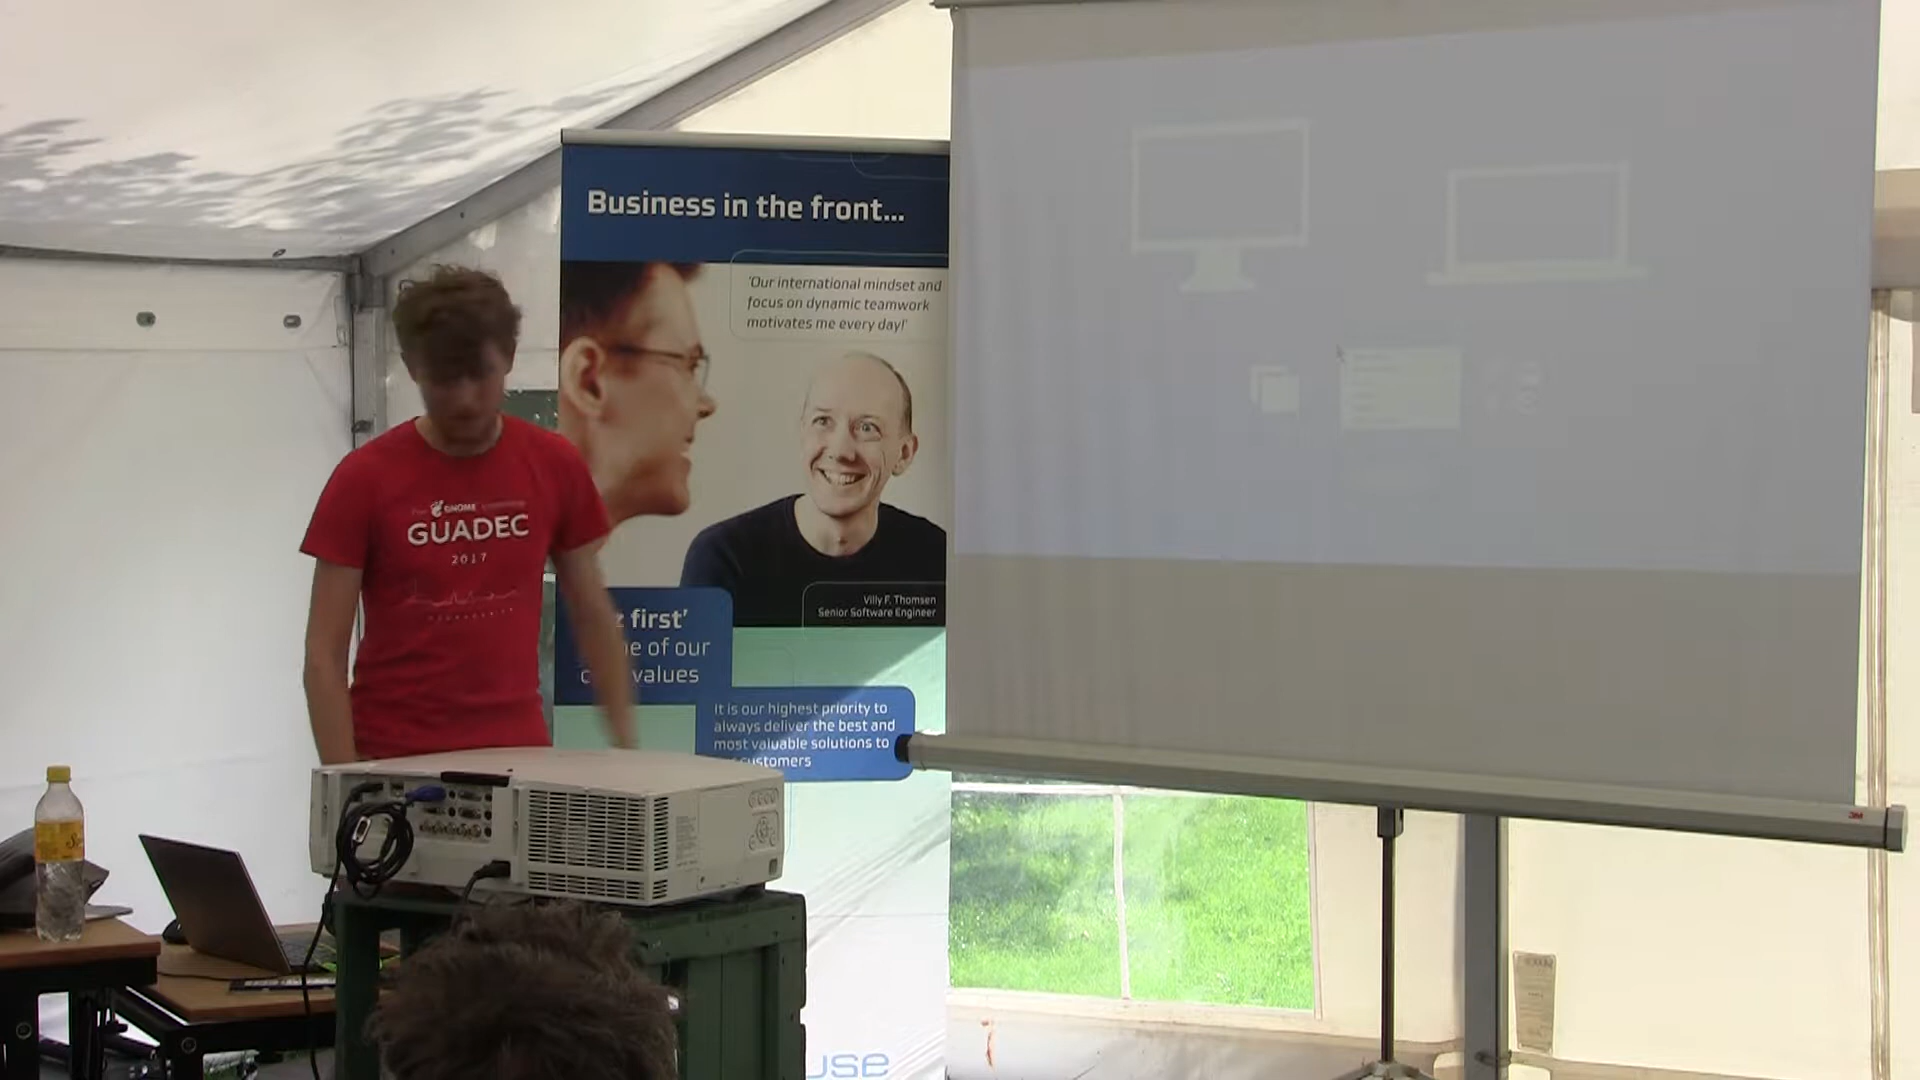 Business in the front...
'Our international mindset and
focus on dynamic teamwork
motivates me every day!'
GNOME
GUADEC
2017
Villy F. Thomsen
Senior Software Engineer
first'
of our
values
It is our highest priority to
always deliver the best and
most valuable solutions to
customers
3M